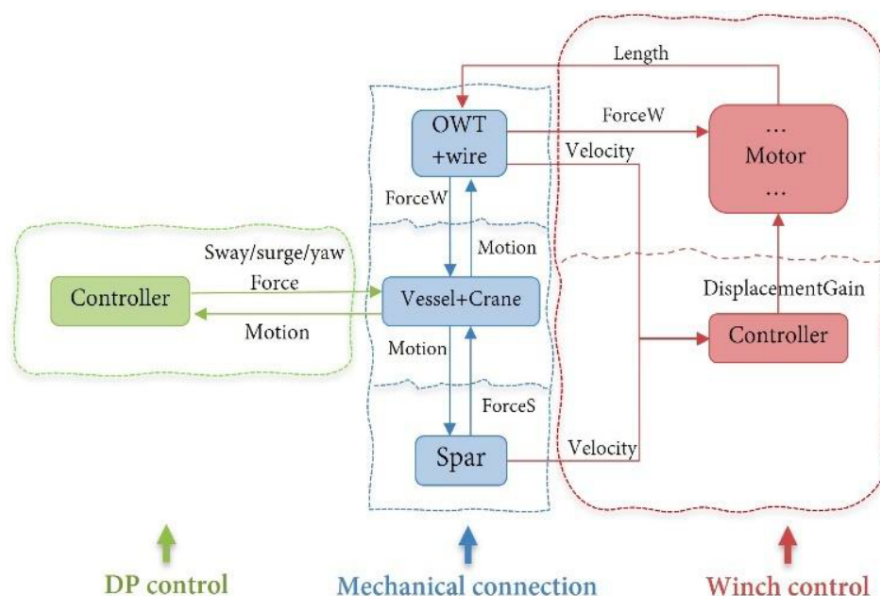 Length
OWT
+wire
ForceW
Velocity
...
Motor
...
ForceW
Motion
Sway/surge/yaw
Force
Controller
Motion
Vessel+Crane
Motion
DisplacementGain
Controller
ForceS
Spar
Velocity
DP control
Mechanical connection
Winch control